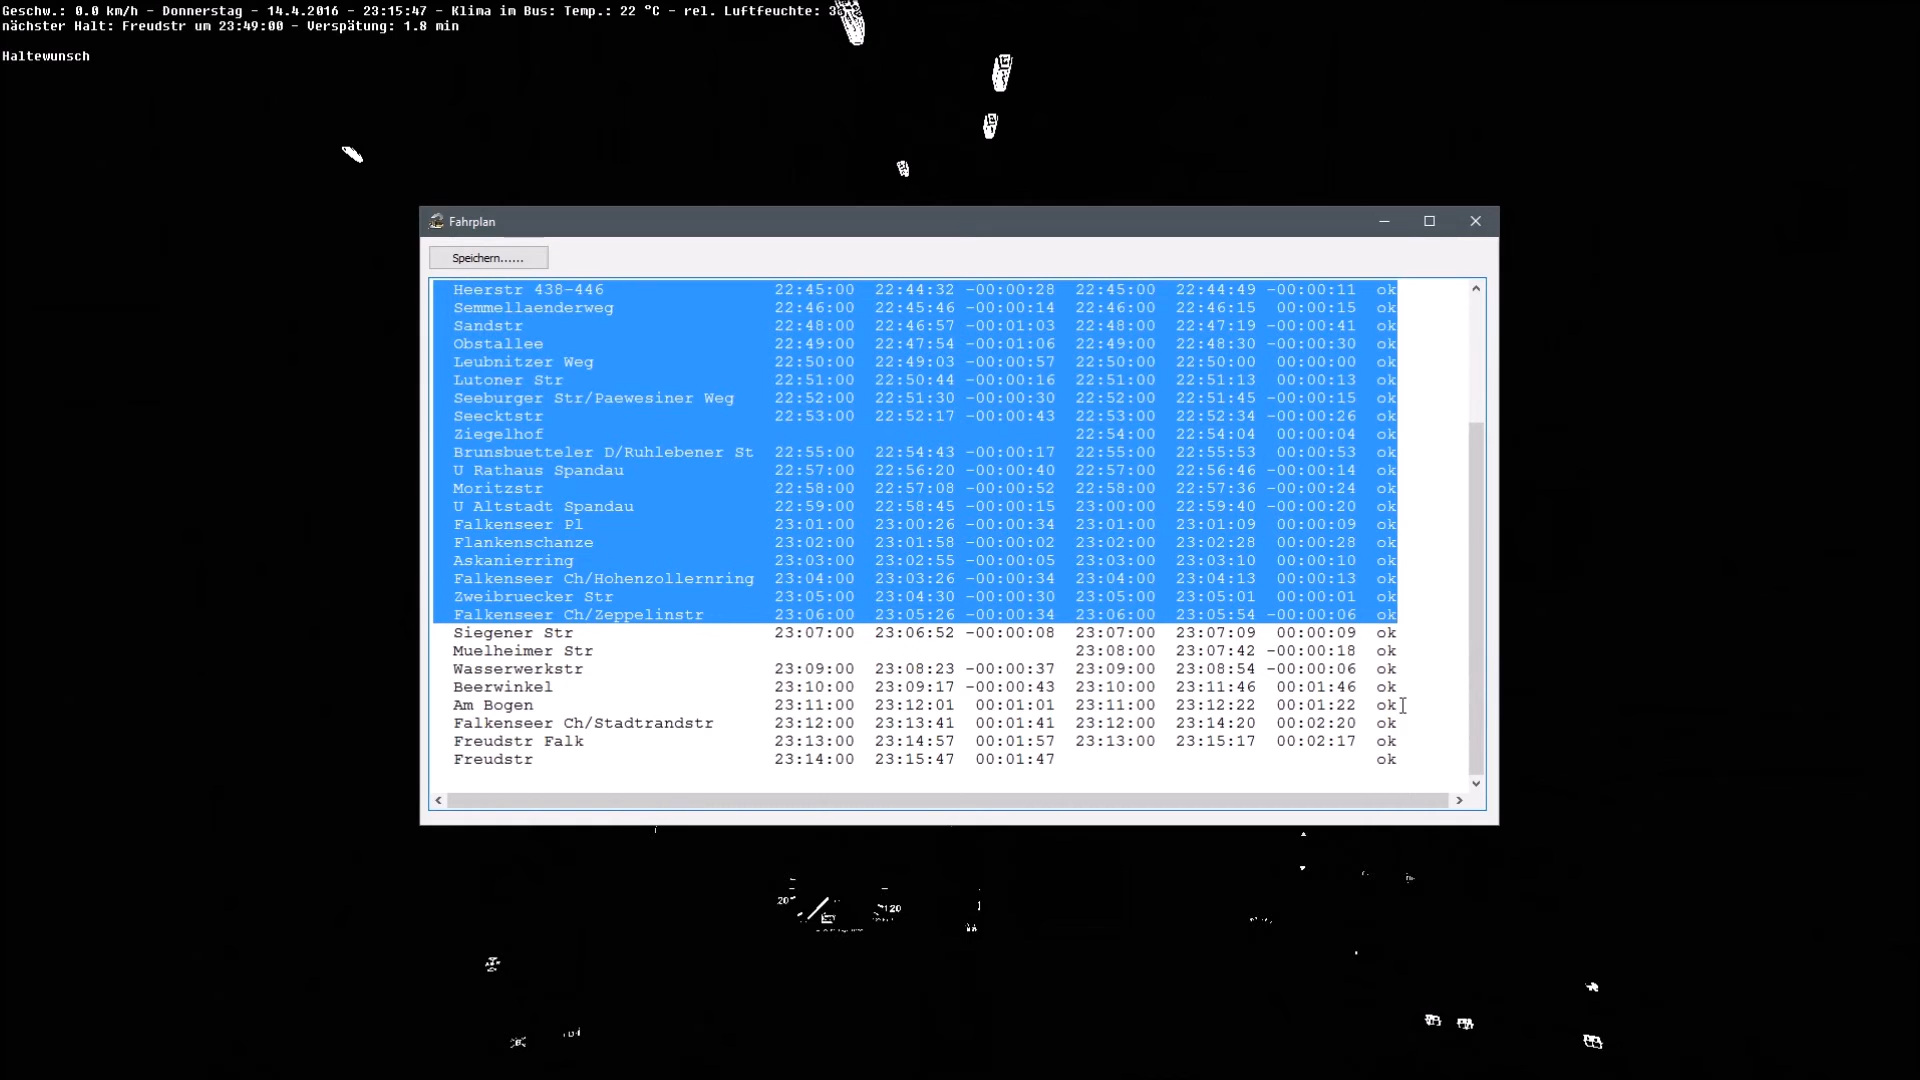 Geschw.: 0.0 km/h - Donnerstag - 14.4.2016 - 23:15:47 - Klima im Bus: Temp.: 22 °C - rel. Luftfeuchte:
nächster Halt: Freudstr um 23:49:00 - Verspätung: 1.8 min
Haltewunsch
Fahrplan
Speichern......
Heerstr 438-446 22:45:00 22:44:32 -00:00:28 22:45:00 22:44:49 -00:00:11 ok
Semmellaenderweg 22:46:00 22:45:46 -00:00:14 22:46:00 22:46:15 00:00:15 ok
Sandstr 22:48:00 22:46:57 -00:01:03 22:48:00 22:47:19 -00:00:41 ok
Obstallee 22:49:00 22:47:54 -00:01:06 22:49:00 22:48:30 -00:00:30 ok
Leubnitzer Weg 22:50:00 22:49:03 -00:00:57 22:50:00 22:50:00 00:00:00 ok
Lutoner Str 22:51:00 22:50:44 -00:00:16 22:51:00 22:51:13 00:00:13 ok
Seeburger Str/Paewesiner Weg 22:52:00 22:51:30 -00:00:30 22:52:00 22:51:45 -00:00:15 ok
Seecktstr 22:53:00 22:52:17 -00:00:43 22:53:00 22:52:34 -00:00:26 ok
Ziegelhof 22:54:00 22:54:04 00:00:04 ok
Brunsbuetteler D/Ruhlebener St 22:55:00 22:54:43 -00:00:17 22:55:00 22:55:53 00:00:53 ok
U Rathaus Spandau 22:57:00 22:56:20 -00:00:40 22:57:00 22:56:46 -00:00:14 ok
Moritzstr 22:58:00 22:57:08 -00:00:52 22:58:00 22:57:36 -00:00:24 ok
U Altstadt Spandau 22:59:00 22:58:45 -00:00:15 23:00:00 22:59:40 -00:00:20 ok
Falkenseer Pl 23:01:00 23:00:26 -00:00:34 23:01:00 23:01:09 00:00:09 ok
Flankenschanze 23:02:00 23:01:58 -00:00:02 23:02:00 23:02:28 00:00:28 ok
Askanierring 23:03:00 23:02:55 -00:00:05 23:03:00 23:03:10 00:00:10 ok
Falkenseer Ch/Hohenzollernring 23:04:00 23:03:26 -00:00:34 23:04:00 23:04:13 00:00:13 ok
Zweibruecker Str 23:05:00 23:04:30 -00:00:30 23:05:00 23:05:01 00:00:01 ok
Falkenseer Ch/Zeppelinstr 23:06:00 23:05:26 -00:00:34 23:06:00 23:05:54 -00:00:06 ok
Siegener Str 23:07:00 23:06:52 -00:00:08 23:07:00 23:07:09 00:00:09 ok
Muelheimer Str 23:08:00 23:07:42 -00:00:18 ok
Wasserwerkstr 23:09:00 23:08:23 -00:00:37 23:09:00 23:08:54 -00:00:06 ok
Beerwinkel 23:10:00 23:09:17 -00:00:43 23:10:00 23:11:46 00:01:46 ok
Am Bogen 23:11:00 23:12:01 00:01:01 23:11:00 23:12:22 00:01:22 ok
Falkenseer Ch/Stadtrandstr 23:12:00 23:13:41 00:01:41 23:12:00 23:14:20 00:02:20 ok
Freudstr Falk 23:13:00 23:14:57 00:01:57 23:13:00 23:15:17 00:02:17 ok
Freudstr 23:14:00 23:15:47 00:01:47 ok
20
120